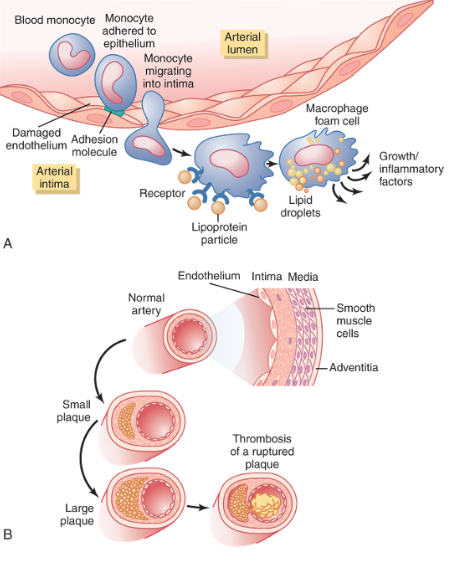 Blood monocyte
Monocyte
adhered to
epithelium
Monocyte
migrating
into intima
Arterial
lumen
Damaged
endothelium
Adhesion
molecule
Arterial
intima
Receptor
Lipoprotein
particle
Macrophage
foam cell
Lipid
droplets
Growth/
inflammatory
factors
A
Endothelium
Intima
Media
Normal
artery
Smooth
muscle
cells
Adventitia
Small
plaque
Large
plaque
Thrombosis
of a ruptured
plaque
B